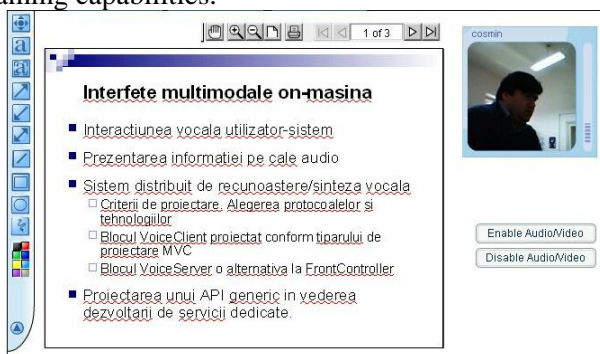 aming capabilities.
1 of 3
cosmin
Interfete multimodale on-masina
Interactiunea vocala utilizator-sistem
Prezentarea informatiei pe cale audio
Sistem distribuit de recunoastere/sinteza vocala
Criterii de proiectare. Alegerea protocoalelor si
tehnologiilor
Blocul VoiceClient proiectat conform tiparului de
proiectare MVC
Blocul VoiceServer o alternativa la FrontController
Proiectarea unui API generic in vederea
dezvoltarii de servicii dedicate.
Enable Audio/Video
Disable Audio/Video